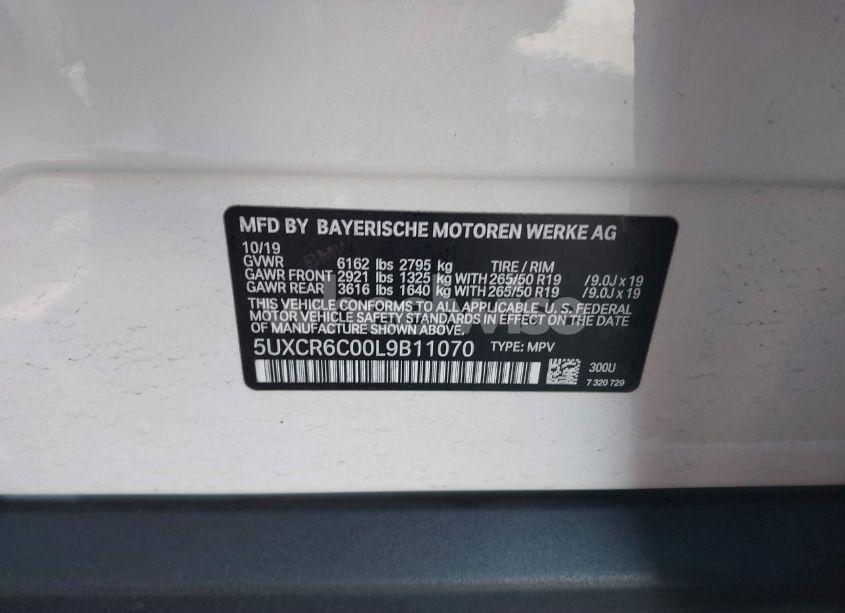 MFD BY BAYERISCHE MOTOREN WERKE AG
10/19
GVWR 6162 lbs 2795 kg TIRE / RIM
GAWR FRONT 2921 lbs 1325 kg WITH 265/50 R19 /9.0J x 19
GAWR REAR 3616 lbs 1640 kg WITH 265/50 R19 /9.0J x 19
THIS VEHICLE CONFORMS TO ALL APPLICABLE U. S. FEDERAL
MOTOR VEHICLE SAFETY STANDARDS IN EFFECT ON THE DATE
OF MANUFACTURE SHOWN ABOVE.
5UXCR6C00L9B11070 TYPE: MPV
300U
7 320 729